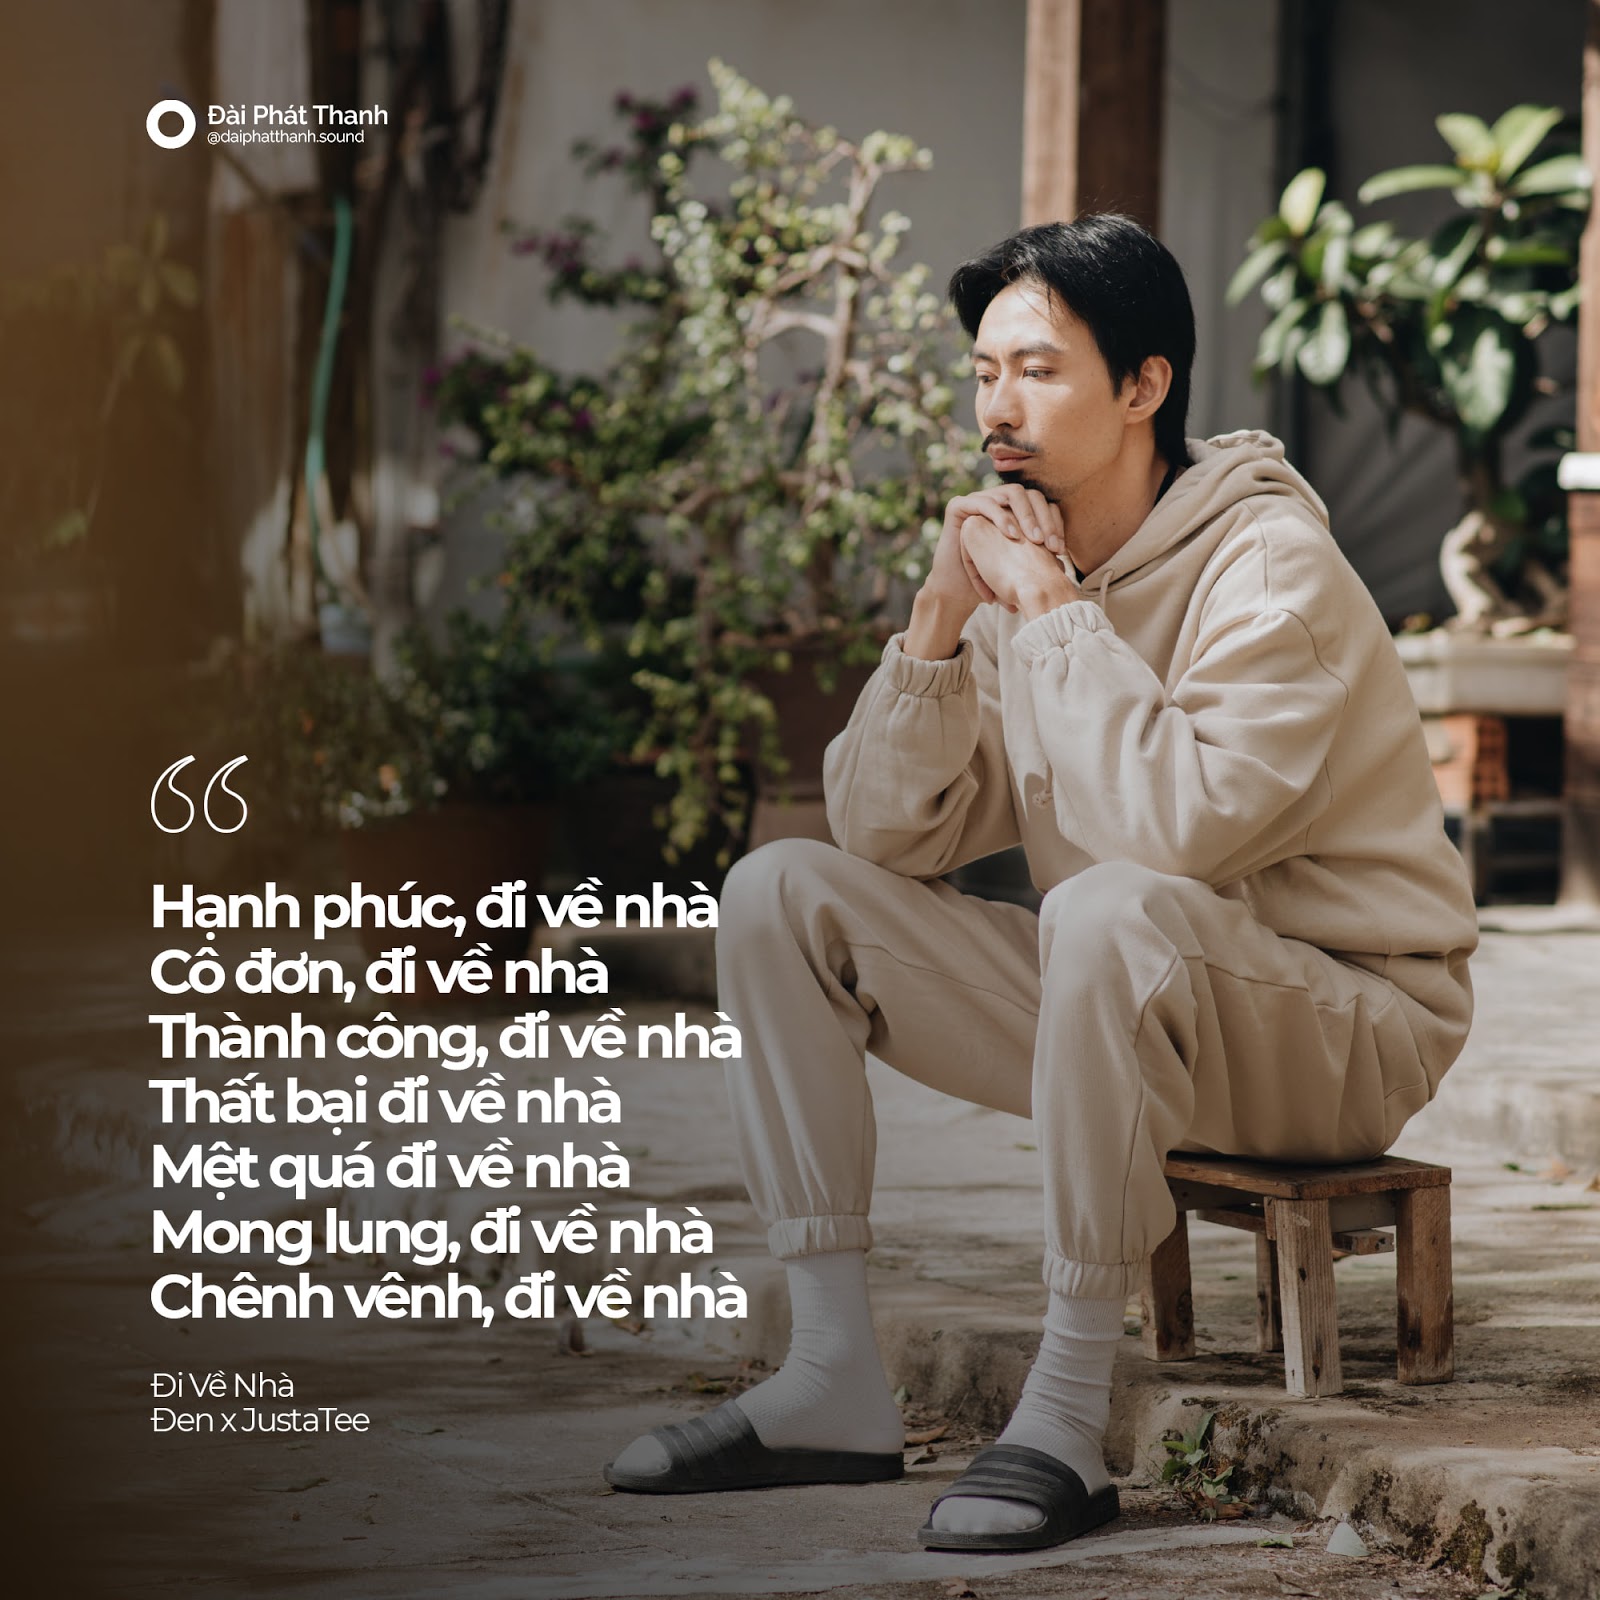 Đài Phát Thanh
@daiphatthanh.sound
Hạnh phúc, đi về nhà
Cô đơn, đi về nhà
Thành công, đi về nhà
Thất bại đi về nhà
Mệt quá đi về nhà
Mong lung, đi về nhà
Chênh vênh, đi về nhà
Đi Về Nhà
Đen x JustaTee